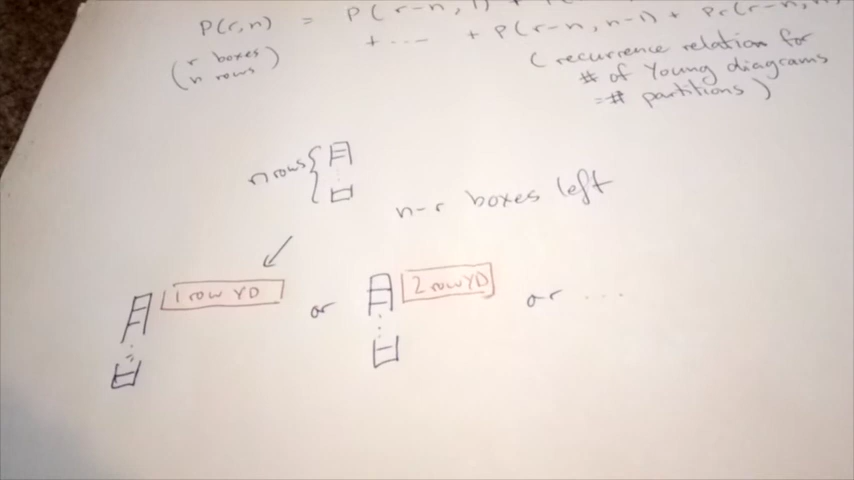 P(r,n) = P(r-n, 1) +
(r boxes
n rows)
+ .... + P(r-n, n-1) + Pr(r-n, n)
(recurrence relation for
# of Young diagrams
=# partitions)
n rows {
n-r boxes left
1 row YD or 2 row YD or ....